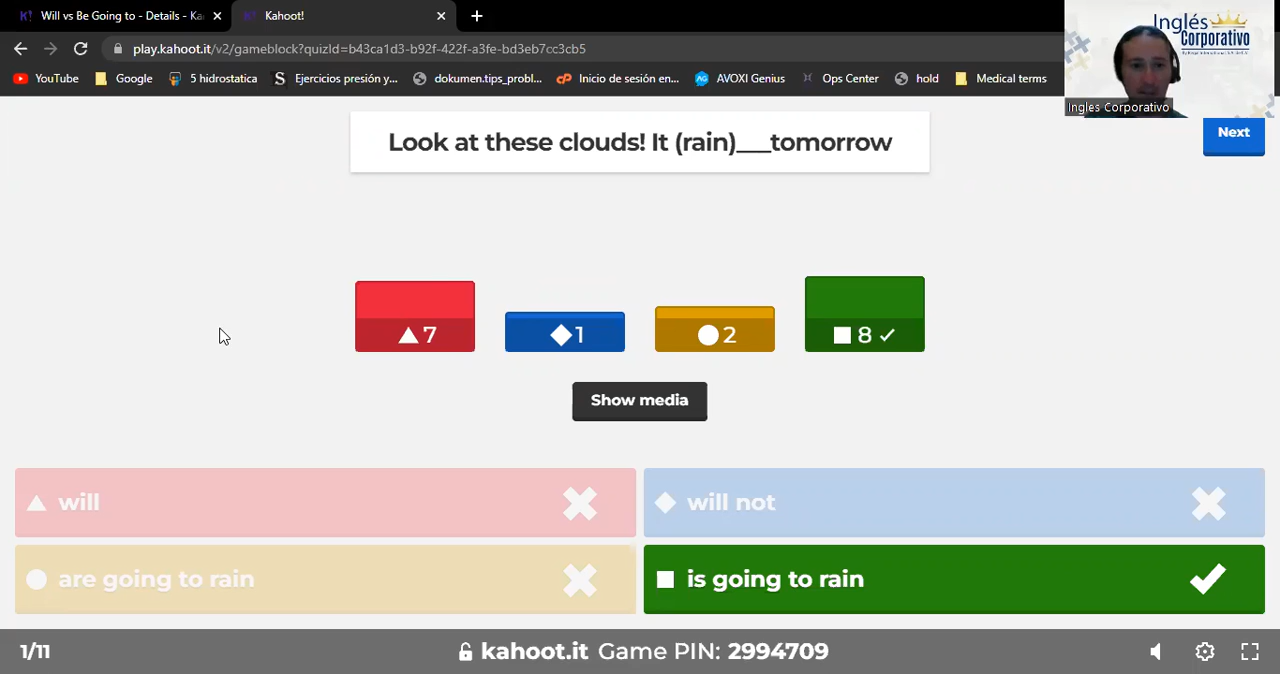 Will vs Be Going to - Details - Ka
Kahoot!
play.kahoot.it/v2/gameblock?quizId=b43ca1d3-b92f-422f-a3fe-bd3eb7cc3cb5
YouTube
Google
5 hidrostatica
Ejercicios presión y...
dokumen.tips_probl...
Inicio de sesión en...
AVOXI Genius
Ops Center
hold
Medical terms
Inglés
Corporativo
Ingles Corporativo
Look at these clouds! It (rain)___tomorrow
Next
7
1
2
8
Show media
will
will not
are going to rain
is going to rain
1/11
kahoot.it Game PIN: 2994709